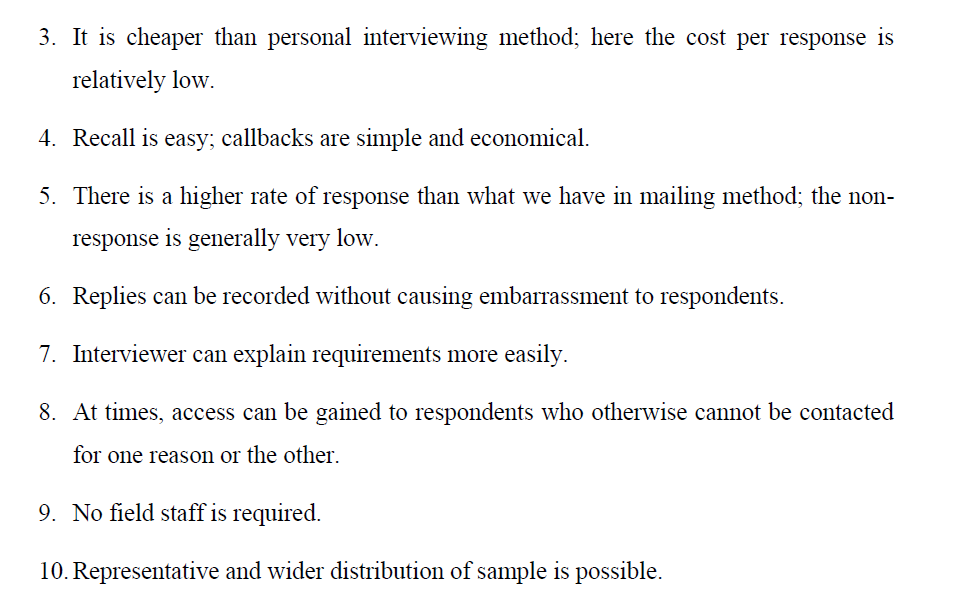 3. It is cheaper than personal interviewing method; here the cost per response is
relatively low.
4. Recall is easy; callbacks are simple and economical.
5. There is a higher rate of response than what we have in mailing method; the non-
response is generally very low.
6. Replies can be recorded without causing embarrassment to respondents.
7. Interviewer can explain requirements more easily.
8. At times, access can be gained to respondents who otherwise cannot be contacted
for one reason or the other.
9. No field staff is required.
10. Representative and wider distribution of sample is possible.